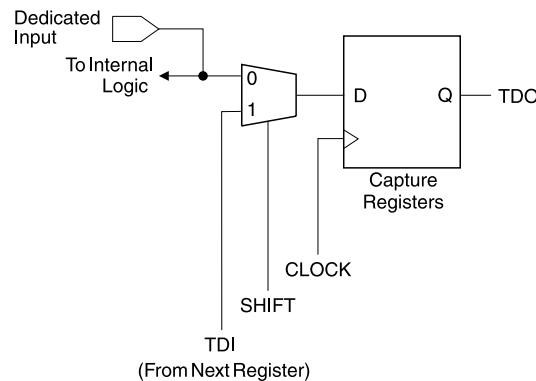 Dedicated
Input
To Internal
Logic
0
1
D
Q
TDO
Capture
Registers
CLOCK
SHIFT
TDI
(From Next Register)